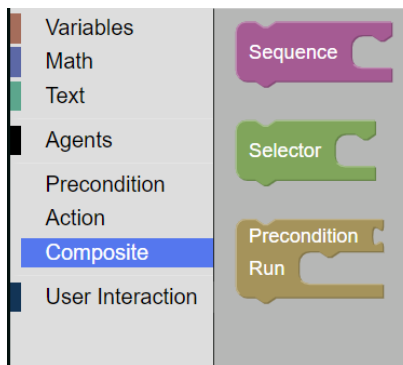 Variables
Math
Text
Agents
Precondition
Action
Composite
User Interaction
Sequence
Selector
Precondition
Run